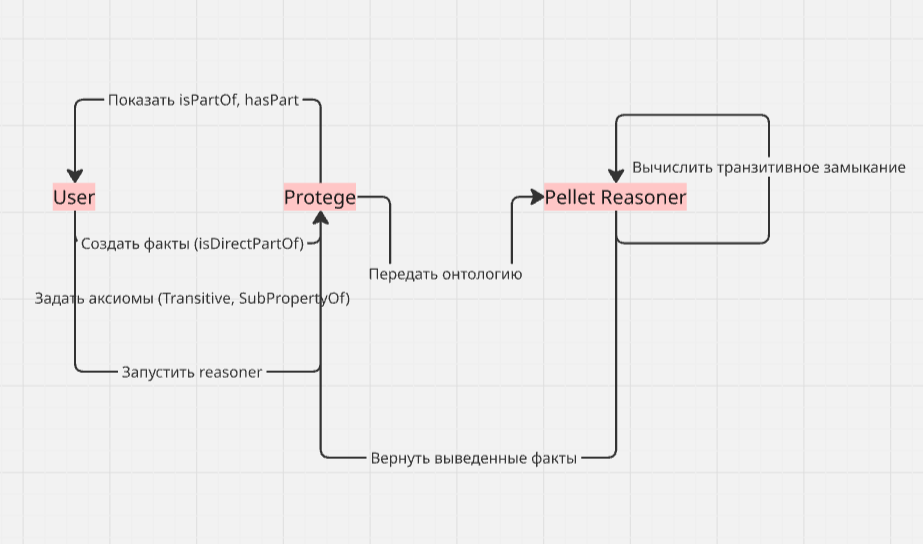 Показать isPartOf, hasPart
Вычислить транзитивное замыкание
User
Protege
Pellet Reasoner
Создать факты (isDirectPartOf)
Передать онтологию
Задать аксиомы (Transitive, SubPropertyOf)
Запустить reasoner
Вернуть выведенные факты